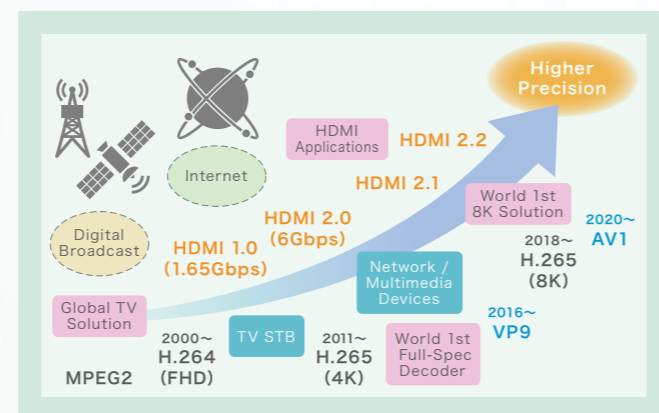 Higher
Precision
HDMI
Applications
HDMI 2.2
HDMI 2.1
Internet
World 1st
8K Solution
HDMI 2.0
(6Gbps)
2020~
AV1
Digital
Broadcast
HDMI 1.0
(1.65Gbps)
2018~
H.265
(8K)
Network /
Multimedia
Devices
Global TV
Solution
2016~
VP9
TV STB
2000~
H.264
(FHD)
2011~
H.265
(4K)
World 1st
Full-Spec
Decoder
MPEG2